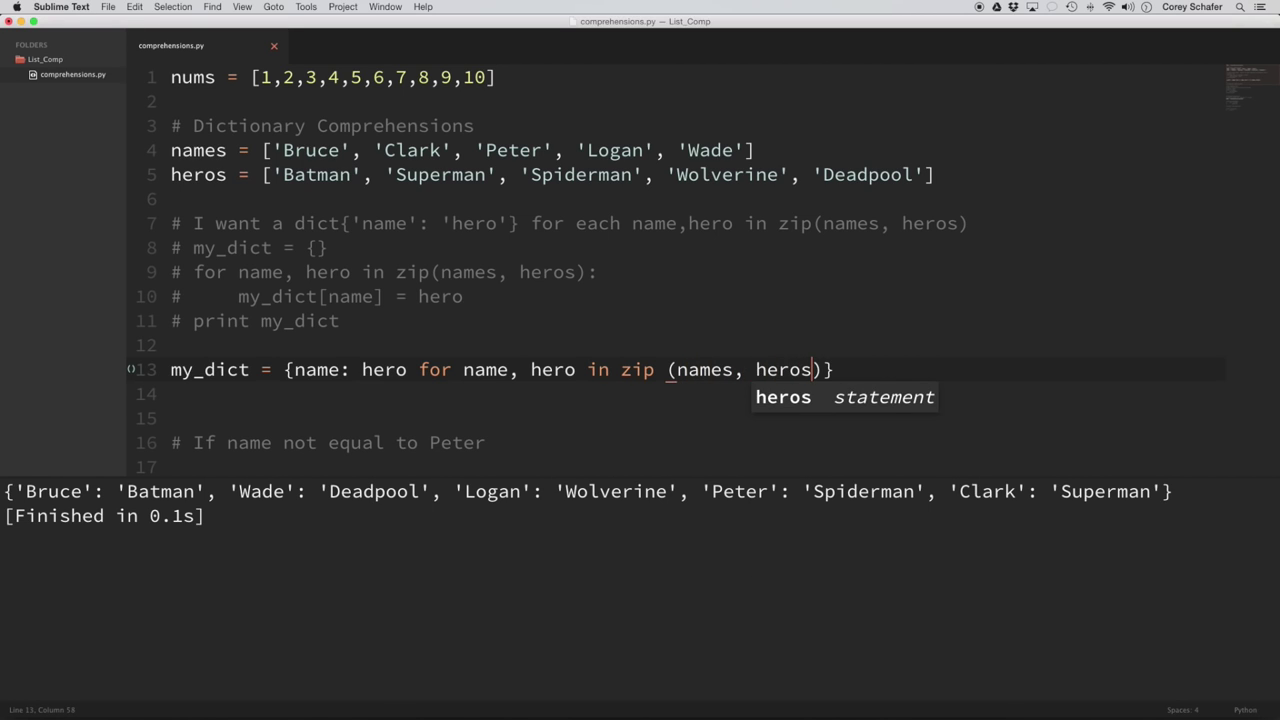 Sublime Text File Edit Selection Find View Goto Tools Project Window Help Corey Schafer
comprehensions.py — List_Comp
FOLDERS
List_Comp
comprehensions.py
comprehensions.py
1 nums = [1,2,3,4,5,6,7,8,9,10]
2
3 # Dictionary Comprehensions
4 names = ['Bruce', 'Clark', 'Peter', 'Logan', 'Wade']
5 heros = ['Batman', 'Superman', 'Spiderman', 'Wolverine', 'Deadpool']
6
7 # I want a dict{'name': 'hero'} for each name,hero in zip(names, heros)
8 # my_dict = {}
9 # for name, hero in zip(names, heros):
10 #     my_dict[name] = hero
11 # print my_dict
12
13 my_dict = {name: hero for name, hero in zip (names, heros)}
heros statement
14
15
16 # If name not equal to Peter
17
{'Bruce': 'Batman', 'Wade': 'Deadpool', 'Logan': 'Wolverine', 'Peter': 'Spiderman', 'Clark': 'Superman'}
[Finished in 0.1s]
Line 13, Column 58 Spaces: 4 Python